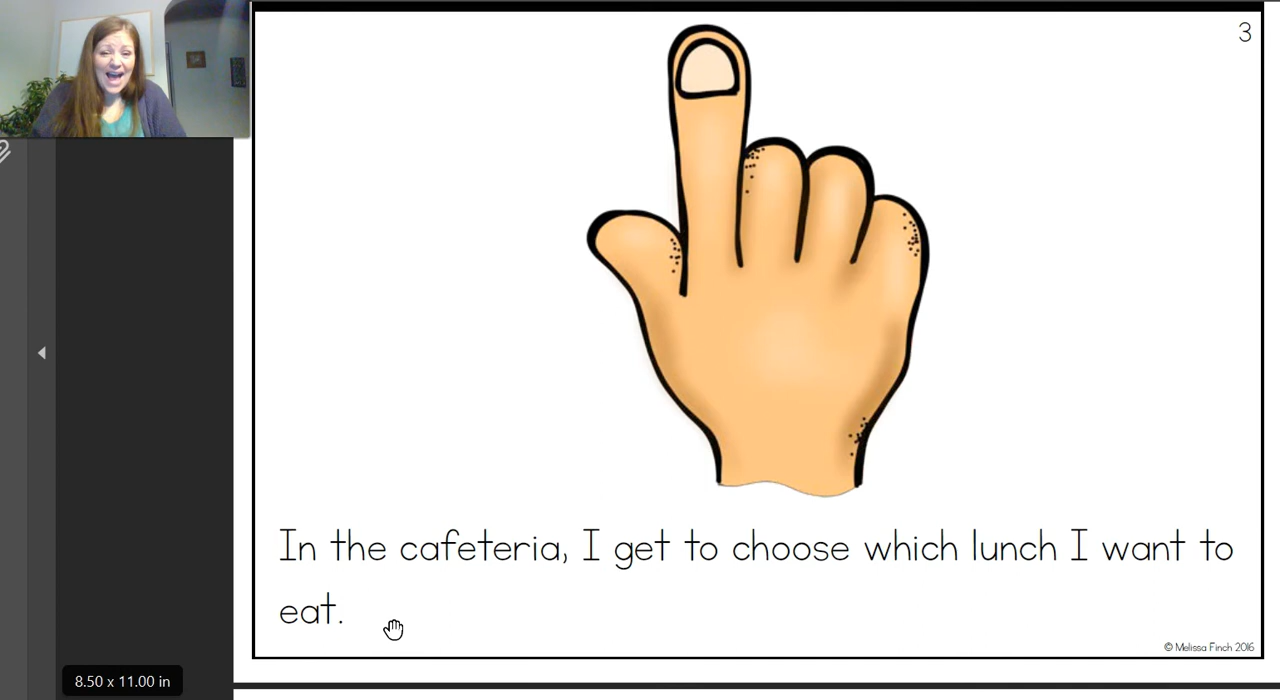 3
In the cafeteria, I get to choose which lunch I want to
eat.
© Melissa Finch 2016
8.50 x 11.00 in